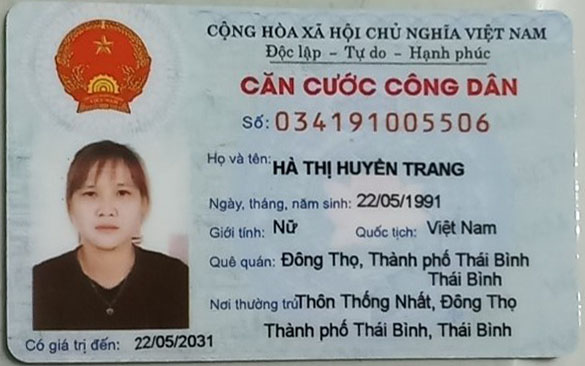 CỘNG HÒA XÃ HỘI CHỦ NGHĨA VIỆT NAM
Độc lập - Tự do - Hạnh phúc
CĂN CƯỚC CÔNG DÂN
Số: 034191005506
Họ và tên: HÀ THỊ HUYỀN TRANG
Ngày, tháng, năm sinh: 22/05/1991
Giới tính: Nữ Quốc tịch: Việt Nam
Quê quán: Đông Thọ, Thành phố Thái Bình
Thái Bình
Nơi thường trú: Thôn Thống Nhất, Đông Thọ
Thành phố Thái Bình, Thái Bình
Có giá trị đến: 22/05/2031